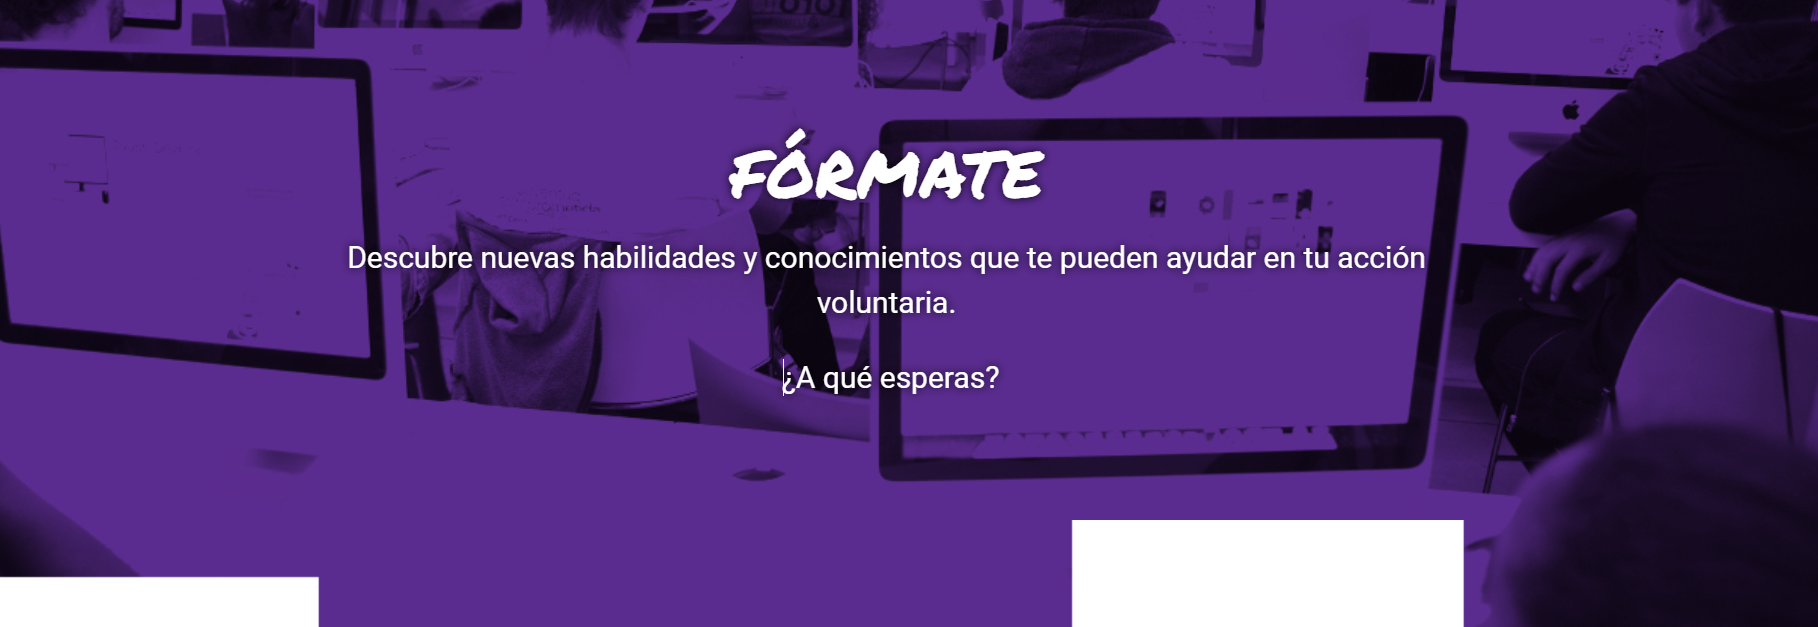 FÓRMATE
Descubre nuevas habilidades y conocimientos que te pueden ayudar en tu acción
voluntaria.
¿A qué esperas?